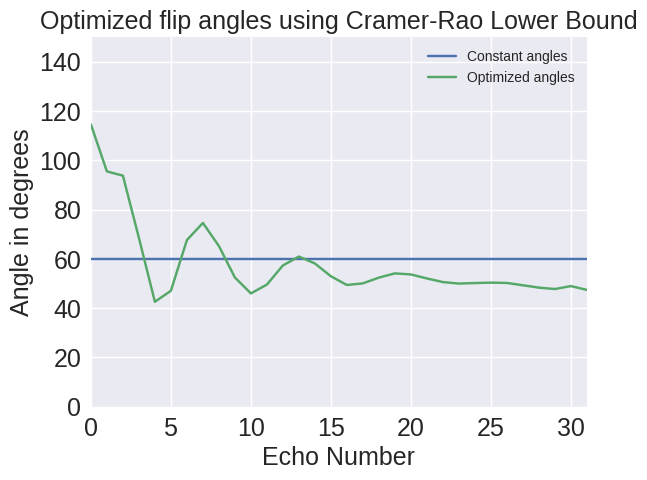 Optimized flip angles using Cramer-Rao Lower Bound
Constant angles
Optimized angles
Angle in degrees
140
120
100
80
60
40
20
0
0 5 10 15 20 25 30
Echo Number